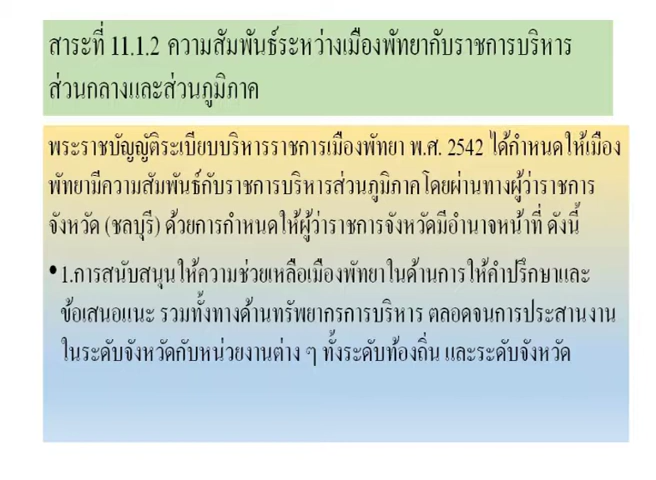 สาระที่ 11.1.2 ความสัมพันธ์ระหว่างเมืองพัทยากับราชการบริหาร
ส่วนกลางและส่วนภูมิภาค
พระราชบัญญัติระเบียบบริหารราชการเมืองพัทยา พ.ศ. 2542 ได้กำหนดให้เมือง
พัทยามีความสัมพันธ์กับราชการบริหารส่วนภูมิภาคโดยผ่านทางผู้ว่าราชการ
จังหวัด (ชลบุรี) ด้วยการกำหนดให้ผู้ว่าราชการจังหวัดมีอำนาจหน้าที่ ดังนี้
• 1.การสนับสนุนให้ความช่วยเหลือเมืองพัทยาในด้านการให้คำปรึกษาและ
ข้อเสนอแนะ รวมทั้งทางด้านทรัพยากรการบริหาร ตลอดจนการประสานงาน
ในระดับจังหวัดกับหน่วยงานต่าง ๆ ทั้งระดับท้องถิ่น และระดับจังหวัด